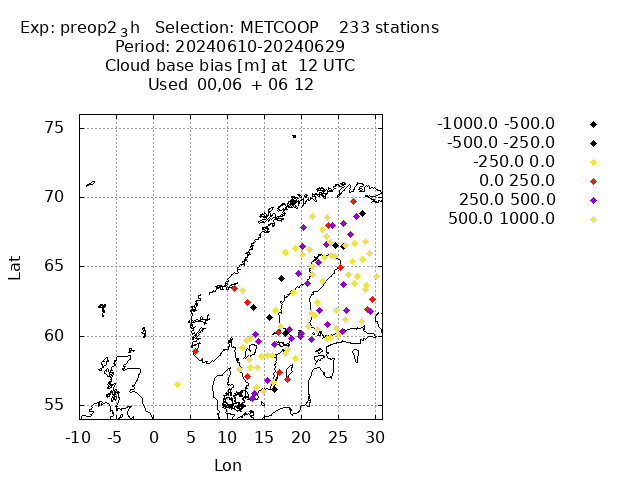 Exp: preop2₃h   Selection: METCOOP    233 stations
Period: 20240610-20240629
Cloud base bias [m] at  12 UTC
Used  00,06  + 06 12
-1000.0 -500.0
-500.0 -250.0
-250.0 0.0
0.0 250.0
250.0 500.0
500.0 1000.0
75
70
65
60
55
Lat
-10 -5 0 5 10 15 20 25 30
Lon